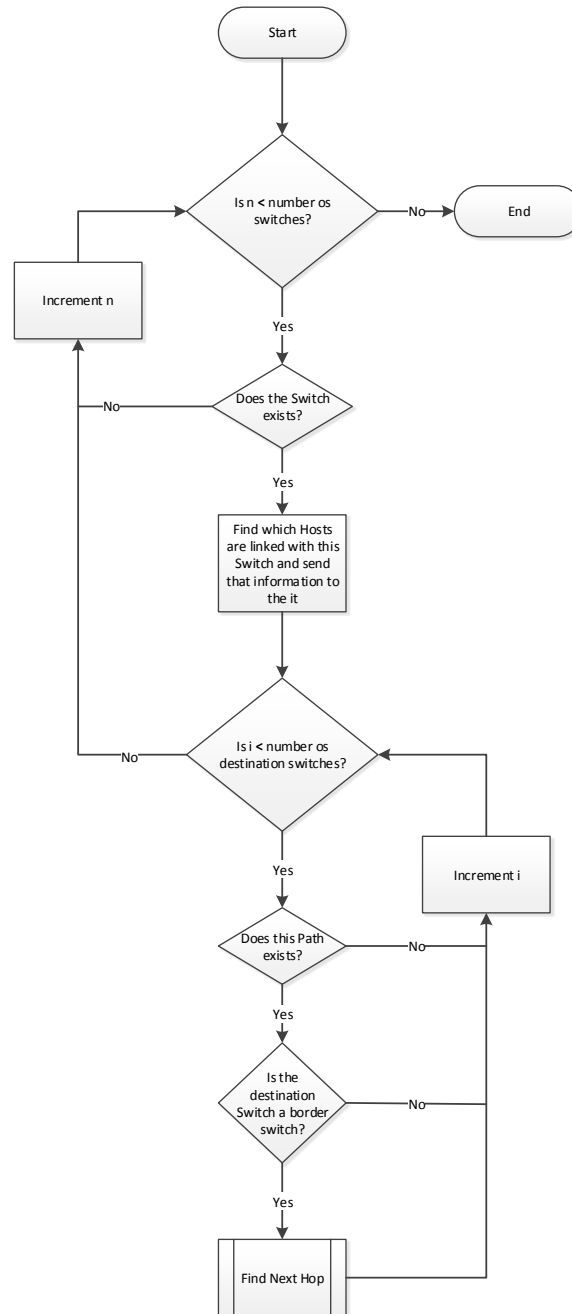 Start
Is n < number os
switches?
No
End
Increment n
Yes
Does the Switch
exists?
No
Yes
Find which Hosts
are linked with this
Switch and send
that information to
the it
Is i < number os
destination switches?
No
Yes
Increment i
Does this Path
exists?
No
Yes
Is the
destination
Switch a border
switch?
No
Yes
Find Next Hop